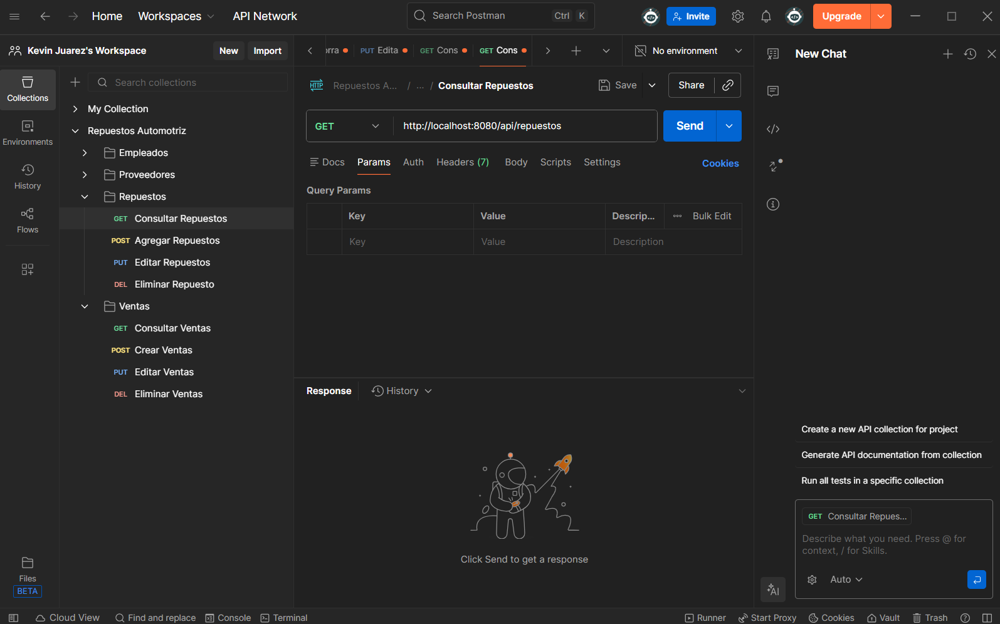 Home Workspaces API Network Search Postman Ctrl K Invite Upgrade
Kevin Juarez's Workspace New Import
orra PUT Edita GET Cons GET Cons No environment
New Chat
Collections
Environments
History
Flows
Files
BETA
Search collections
My Collection
Repuestos Automotriz
Empleados
Proveedores
Repuestos
GET Consultar Repuestos
POST Agregar Repuestos
PUT Editar Repuestos
DEL Eliminar Repuesto
Ventas
GET Consultar Ventas
POST Crear Ventas
PUT Editar Ventas
DEL Eliminar Ventas
HTTP Repuestos A... / ... / Consultar Repuestos Save Share
GET http://localhost:8080/api/repuestos Send
Docs Params Auth Headers (7) Body Scripts Settings Cookies
Query Params
Key Value Descrip... Bulk Edit
Key Value Description
Response History
Click Send to get a response
Create a new API collection for project
Generate API documentation from collection
Run all tests in a specific collection
GET Consultar Repues...
Describe what you need. Press @ for
context, / for Skills.
Auto
AI
Cloud View Find and replace Console Terminal Runner Start Proxy Cookies Vault Trash